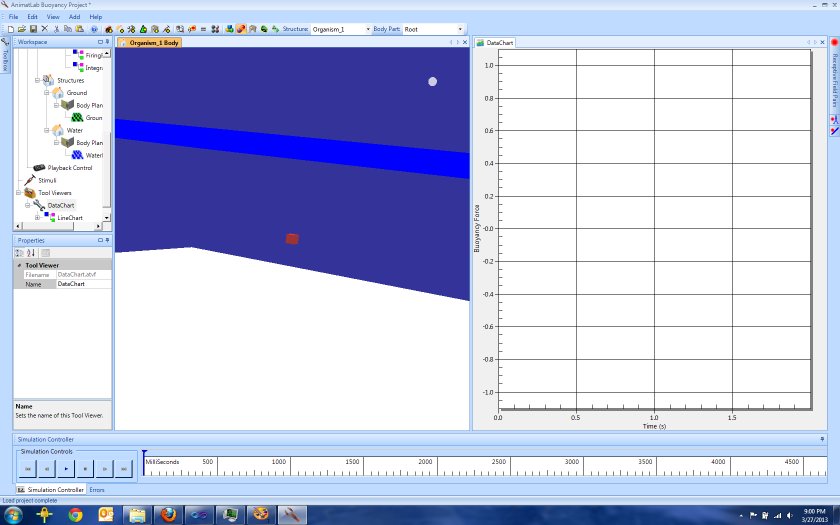 AnimatLab Buoyancy Project *
File Edit View Add Help
Structure: Organism_1 Body Part: Root
Toolbox
Workspace
Firingl
Integra
Structures
Ground
Body Plan
Groun
Water
Body Plan
Water
Playback Control
Stimuli
Tool Viewers
DataChart
LineChart
Properties
Tool Viewer
Filename DataChart.atvf
Name DataChart
Name
Sets the name of this Tool Viewer.
Organism_1 Body
DataChart
1.0
0.8
0.6
0.4
0.2
-0.0
-0.2
-0.4
-0.6
-0.8
-1.0
Buoyancy Force
0.0 0.5 1.0 1.5
Time (s)
Receptive Field Pairs
Simulation Controller
Simulation Controls
MilliSeconds 500 1000 1500 2000 2500 3000 3500 4000 4500
Simulation Controller Errors
Load project complete
9:00 PM
3/27/2013